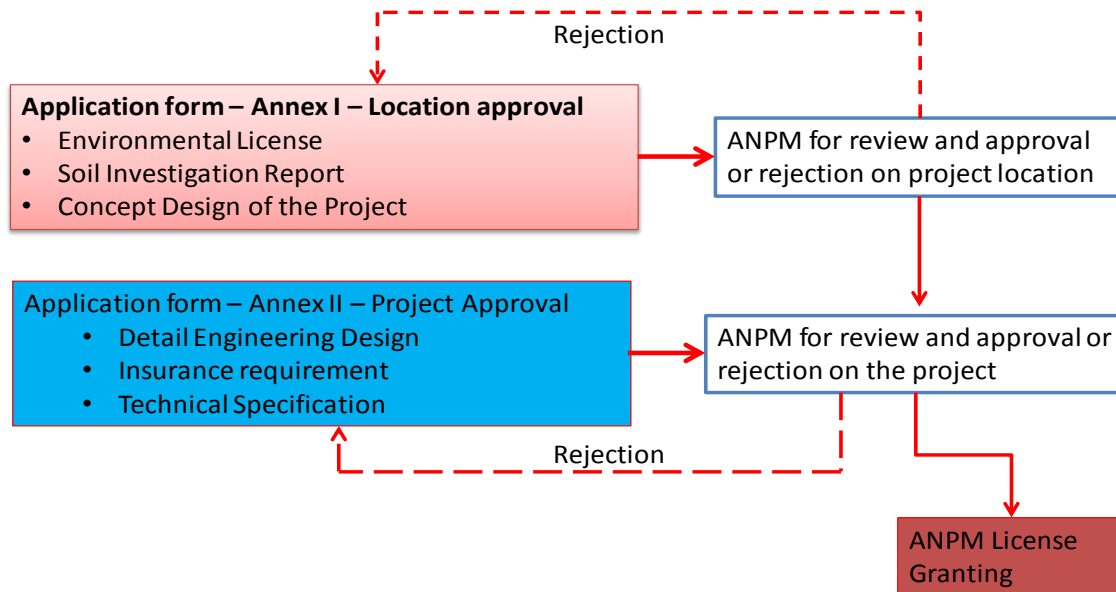 Rejection
Application form – Annex I – Location approval
• Environmental License
• Soil Investigation Report
• Concept Design of the Project
ANPM for review and approval
or rejection on project location
Application form – Annex II – Project Approval
• Detail Engineering Design
• Insurance requirement
• Technical Specification
ANPM for review and approval or
rejection on the project
Rejection
ANPM License
Granting